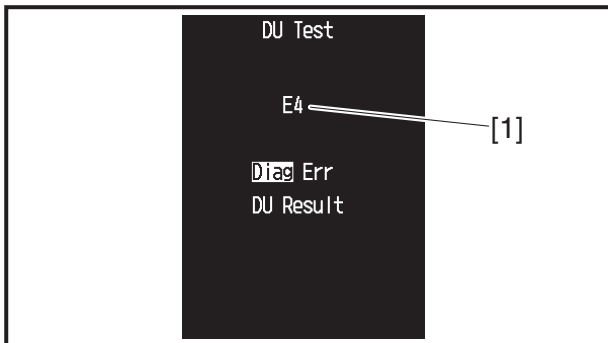 DU Test
E4
[1]
Diag Err
DU Result